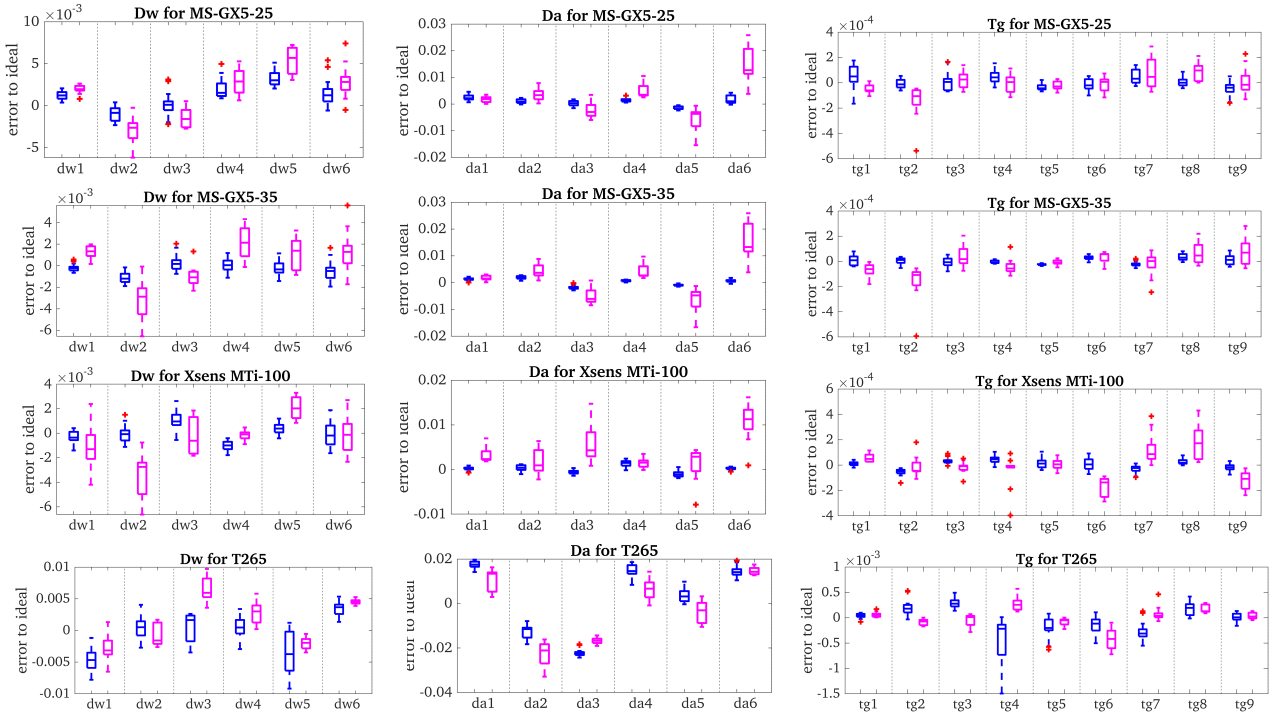 Dw for MS-GX5-25
×10⁻³
error to ideal
10
5
0
-5
dw1 dw2 dw3 dw4 dw5 dw6
Da for MS-GX5-25
error to ideal
0.03
0.02
0.01
0
-0.01
-0.02
da1 da2 da3 da4 da5 da6
Tg for MS-GX5-25
×10⁻⁴
error to ideal
4
2
0
-2
-4
-6
tg1 tg2 tg3 tg4 tg5 tg6 tg7 tg8 tg9
Dw for MS-GX5-35
×10⁻³
error to ideal
4
2
0
-2
-4
-6
dw1 dw2 dw3 dw4 dw5 dw6
Da for MS-GX5-35
error to ideal
0.03
0.02
0.01
0
-0.01
-0.02
da1 da2 da3 da4 da5 da6
Tg for MS-GX5-35
×10⁻⁴
error to ideal
4
2
0
-2
-4
-6
tg1 tg2 tg3 tg4 tg5 tg6 tg7 tg8 tg9
Dw for Xsens MTi-100
×10⁻³
error to ideal
4
2
0
-2
-4
-6
dw1 dw2 dw3 dw4 dw5 dw6
Da for Xsens MTi-100
error to ideal
0.02
0.01
0
-0.01
da1 da2 da3 da4 da5 da6
Tg for Xsens MTi-100
×10⁻⁴
error to ideal
6
4
2
0
-2
-4
tg1 tg2 tg3 tg4 tg5 tg6 tg7 tg8 tg9
Dw for T265
error to ideal
0.01
0.005
0
-0.005
-0.01
dw1 dw2 dw3 dw4 dw5 dw6
Da for T265
error to ideal
0.02
0
-0.02
-0.04
da1 da2 da3 da4 da5 da6
Tg for T265
×10⁻³
error to ideal
1
0.5
0
-0.5
-1
-1.5
tg1 tg2 tg3 tg4 tg5 tg6 tg7 tg8 tg9